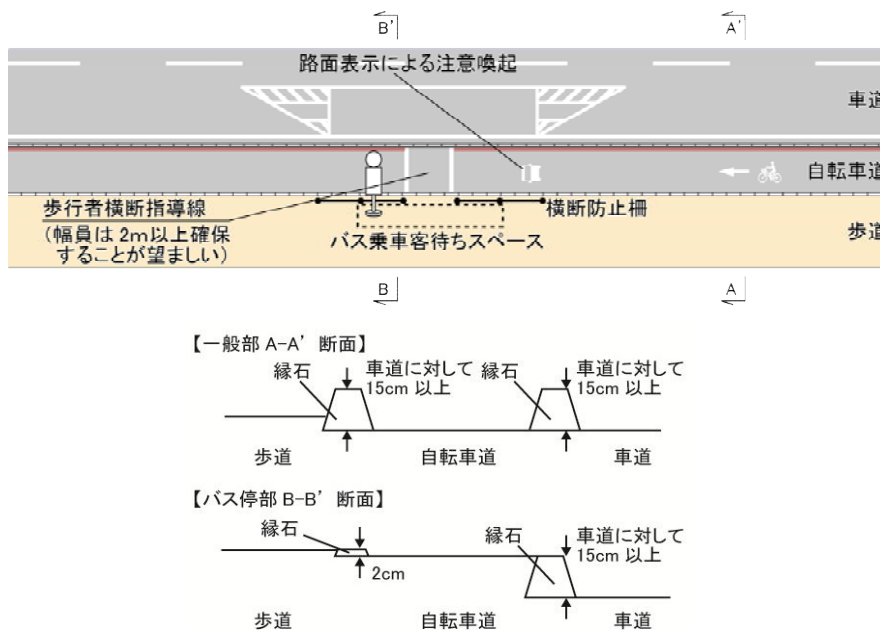 B'
A'
路面表示による注意喚起
車道
自転車道
歩行者横断指導線
(幅員は2m以上確保
することが望ましい)
横断防止柵
バス乗車客待ちスペース
歩道
B
A
【一般部 A-A' 断面】
縁石
車道に対して
15cm 以上
縁石
車道に対して
15cm 以上
歩道
自転車道
車道
【バス停部 B-B' 断面】
縁石
2cm
縁石
車道に対して
15cm 以上
歩道
自転車道
車道